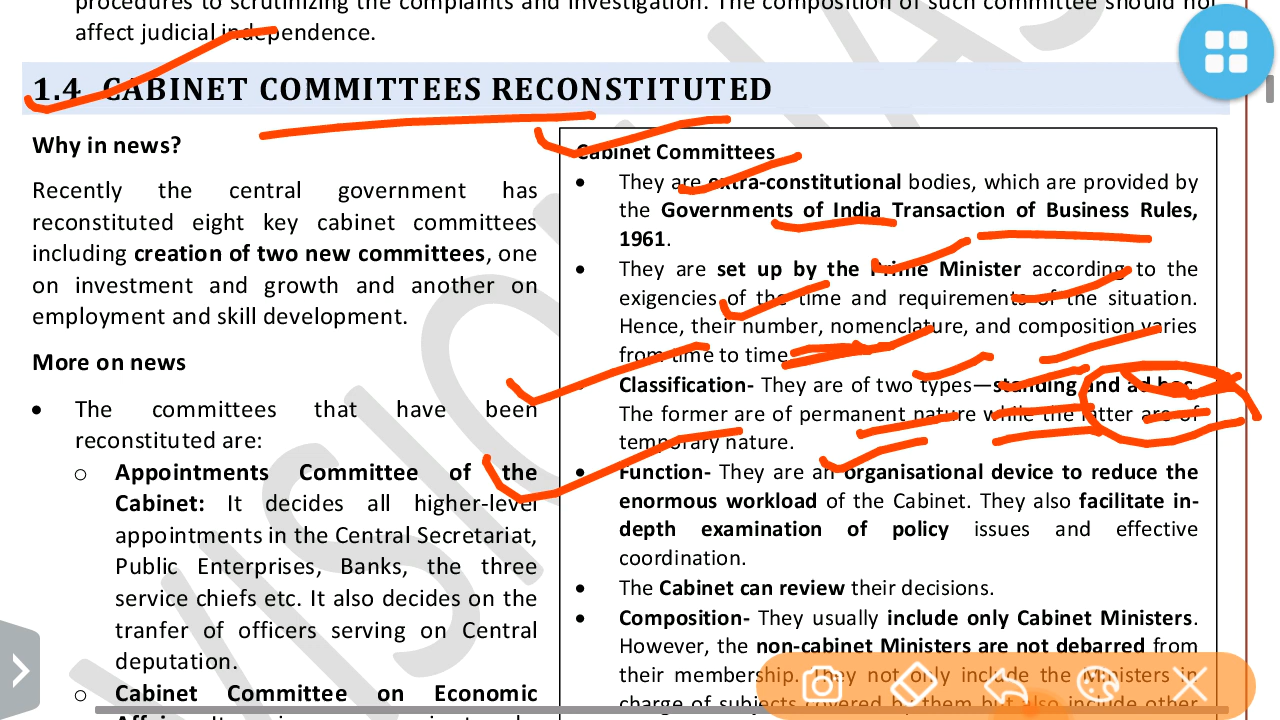 procedures to scrutinizing the complaints and investigation. The composition of such committee should not
affect judicial independence.
1.4 CABINET COMMITTEES RECONSTITUTED
Why in news?
Recently the central government has
reconstituted eight key cabinet committees
including creation of two new committees, one
on investment and growth and another on
employment and skill development.
More on news
• The committees that have been
reconstituted are:
o Appointments Committee of the
Cabinet: It decides all higher-level
appointments in the Central Secretariat,
Public Enterprises, Banks, the three
service chiefs etc. It also decides on the
tranfer of officers serving on Central
deputation.
o Cabinet Committee on Economic
Cabinet Committees
• They are extra-constitutional bodies, which are provided by
the Governments of India Transaction of Business Rules,
1961.
• They are set up by the Prime Minister according to the
exigencies of the time and requirements of the situation.
Hence, their number, nomenclature, and composition varies
from time to time.
• Classification- They are of two types—standing and ad hoc.
The former are of permanent nature while the latter are of
temporary nature.
• Function- They are an organisational device to reduce the
enormous workload of the Cabinet. They also facilitate in-
depth examination of policy issues and effective
coordination.
• The Cabinet can review their decisions.
• Composition- They usually include only Cabinet Ministers.
However, the non-cabinet Ministers are not debarred from
their membership. They not only include the Ministers in
charge of subjects covered by them but also include other